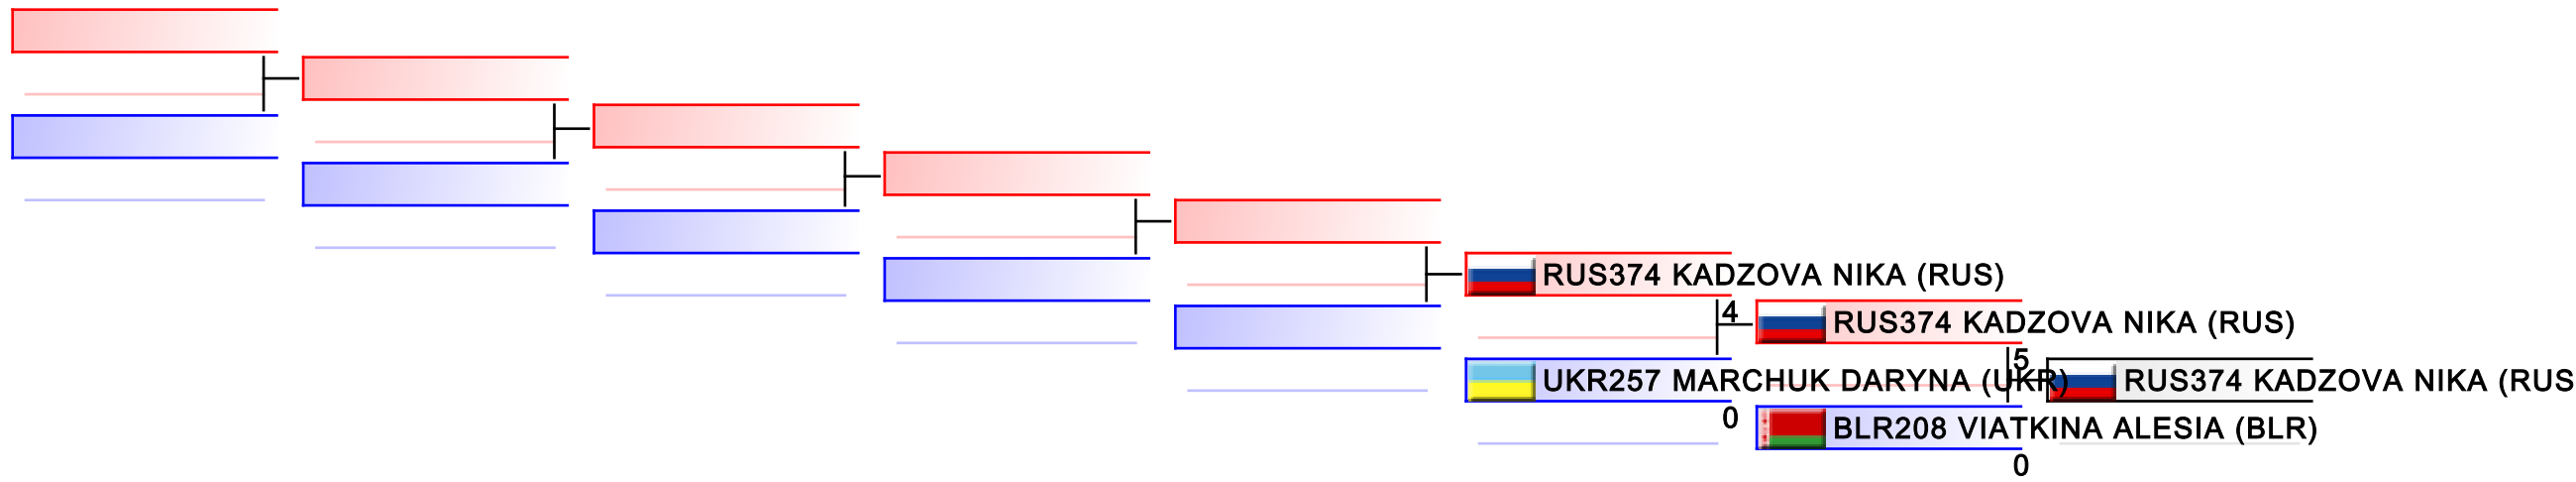 RUS374 KADZOVA NIKA (RUS)
4
RUS374 KADZOVA NIKA (RUS)
5
UKR257 MARCHUK DARYNA (UKR)
RUS374 KADZOVA NIKA (RUS
0
BLR208 VIATKINA ALESIA (BLR)
0